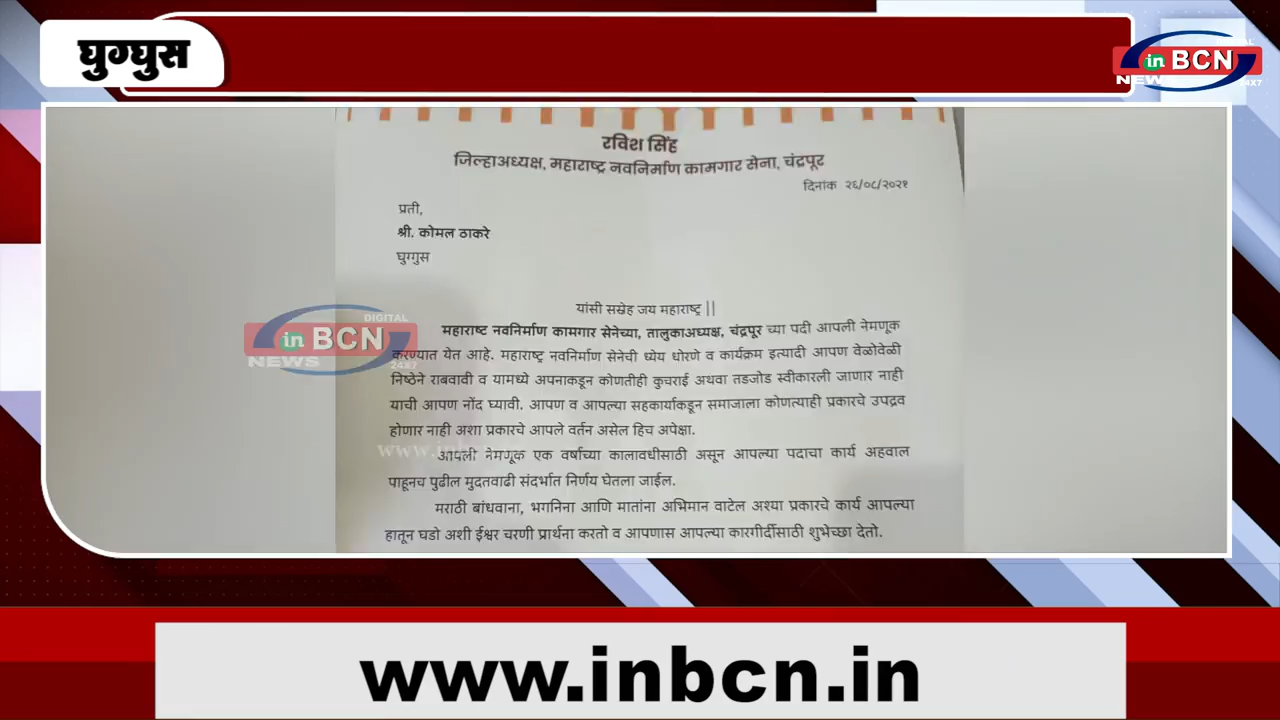 घुग्घुस
in BCN
NEWS
24X7
रविश सिंह
जिल्हाअध्यक्ष, महाराष्ट्र नवनिर्माण कामगार सेना, चंद्रपूर
दिनांक २६/०८/२०२१
प्रती,
श्री. कोमल ठाकरे
घुग्गुस
यांसी सस्नेह जय महाराष्ट्र ||
महाराष्ट नवनिर्माण कामगार सेनेच्या, तालुकाअध्यक्ष, चंद्रपूर च्या पदी आपली नेमणूक
करण्यात येत आहे. महाराष्ट्र नवनिर्माण सेनेची ध्येय धोरणे व कार्यक्रम इत्यादी आपण वेळोवेळी
निष्ठेने राबवावी व यामध्ये अपनाकडून कोणतीही कुचराई अथवा तडजोड स्वीकारली जाणार नाही
याची आपण नोंद घ्यावी. आपण व आपल्या सहकार्याकडून समाजाला कोणत्याही प्रकारचे उपद्रव
होणार नाही अशा प्रकारचे आपले वर्तन असेल हिच अपेक्षा.
आपली नेमणूक एक वर्षाच्या कालावधीसाठी असून आपल्या पदाचा कार्य अहवाल
पाहूनच पुढील मुदतवाढी संदर्भात निर्णय घेतला जाईल.
मराठी बांधवाना, भगनिना आणि मातांना अभिमान वाटेल अश्या प्रकारचे कार्य आपल्या
हातून घडो अशी ईश्वर चरणी प्रार्थना करतो व आपणास आपल्या कारगीर्दीसाठी शुभेच्छा देतो.
DIGITAL
in BCN
NEWS
24X7
www.inbcn.in